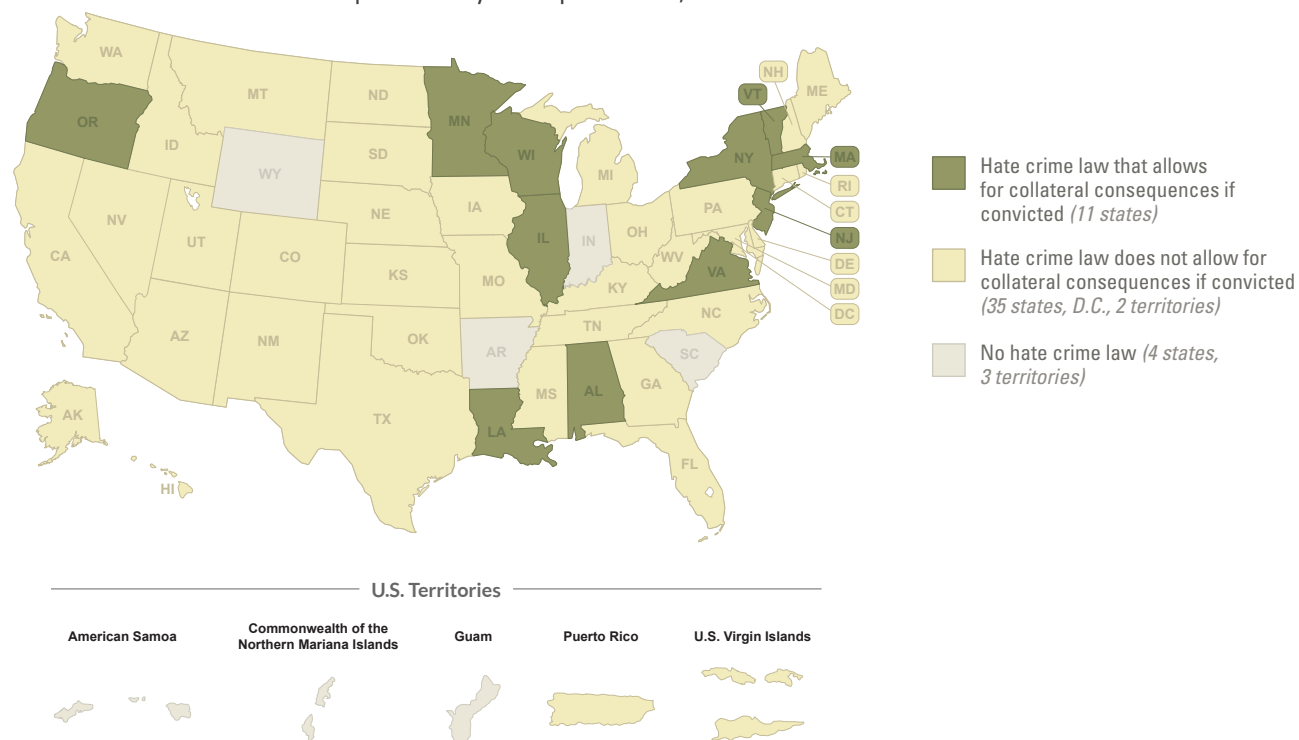 WA
MT
ND
MN
OR
ID
SD
WI
WY
MI
NH
VT
ME
NY
MA
RI
CT
NJ
PA
DE
MD
DC
NV
UT
CO
NE
IA
IL
IN
OH
WV
VA
CA
KS
MO
KY
AZ
NM
OK
AR
TN
NC
SC
MS
AL
GA
TX
LA
FL
AK
HI
Hate crime law that allows
for collateral consequences if
convicted (11 states)
Hate crime law does not allow for
collateral consequences if convicted
(35 states, D.C., 2 territories)
No hate crime law (4 states,
3 territories)
U.S. Territories
American Samoa
Commonwealth of the
Northern Mariana Islands
Guam
Puerto Rico
U.S. Virgin Islands